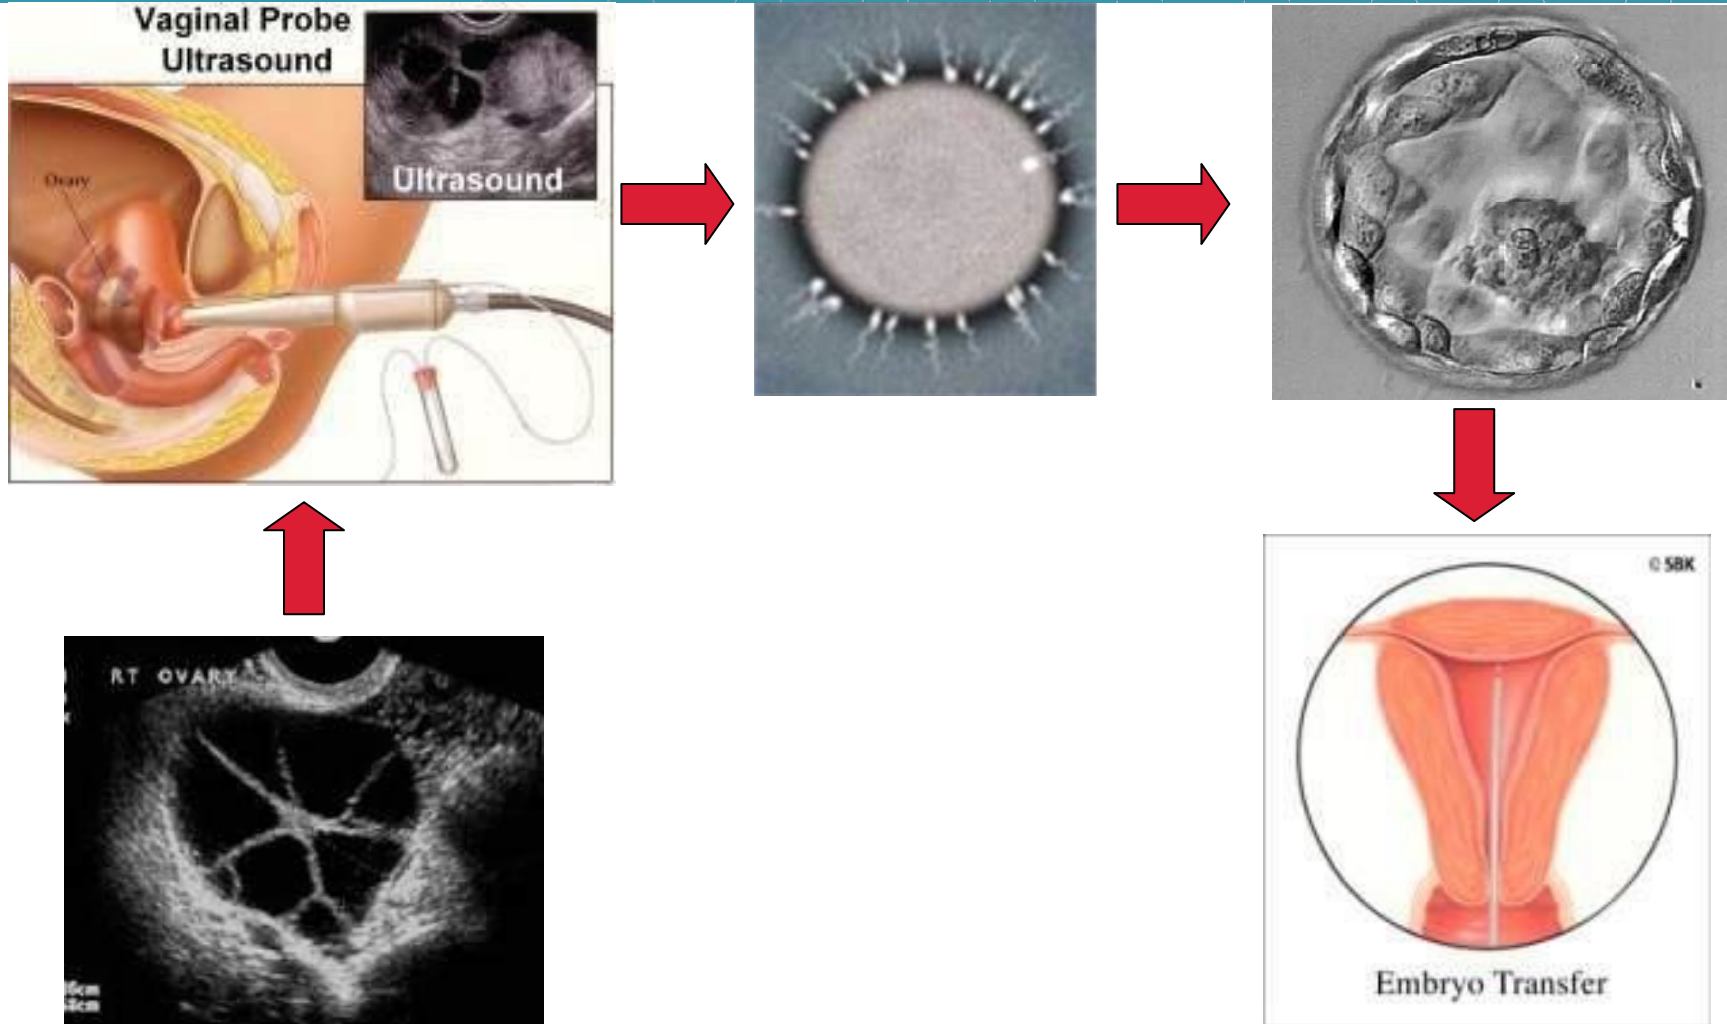 Vaginal Probe
Ultrasound
Ultrasound
Ovary
RT OVARY
© SBK
Embryo Transfer